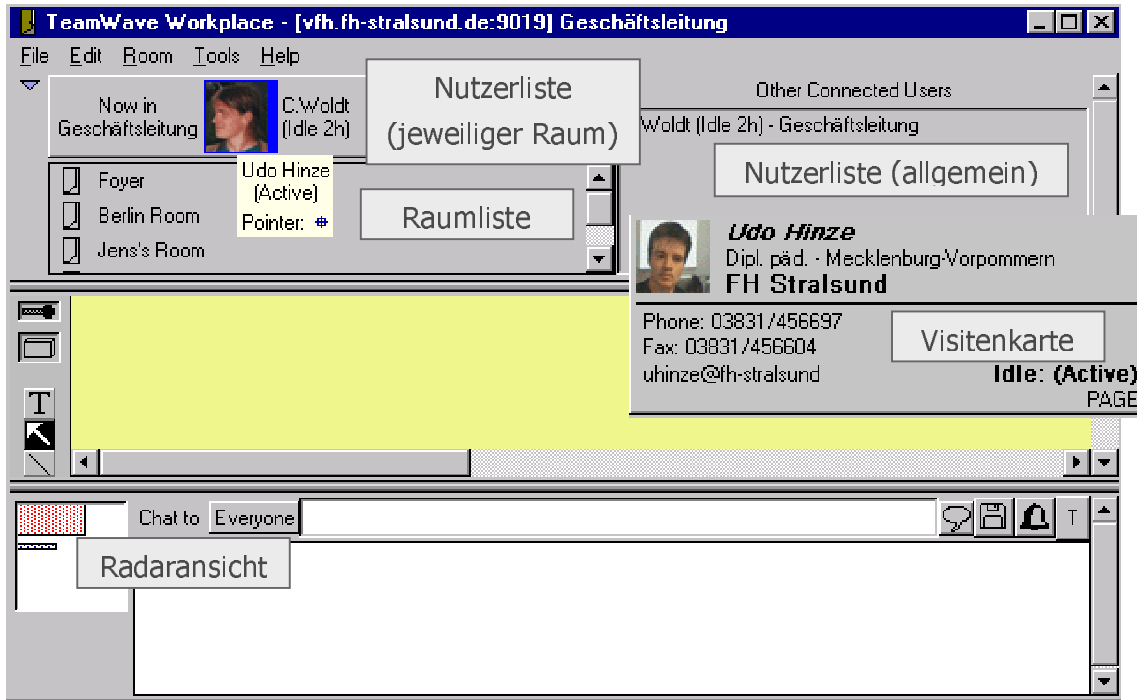 TeamWave Workplace - [vfh.fh-stralsund.de:9019] Geschäftsleitung
File Edit Room Tools Help
Now in
Geschäftsleitung
C.Woldt
(Idle 2h)
Nutzerliste
(jeweiliger Raum)
Other Connected Users
Woldt (Idle 2h) - Geschäftsleitung
Nutzerliste (allgemein)
Udo Hinze
(Active)
Pointer:
Foyer
Berlin Room
Jens's Room
Raumliste
Udo Hinze
Dipl. päd. - Mecklenburg-Vorpommern
FH Stralsund
Phone: 03831/456697
Fax: 03831/456604
uhinze@fh-stralsund
Visitenkarte
Idle: (Active)
PAGE
T
Chat to Everyone
T
Radaransicht